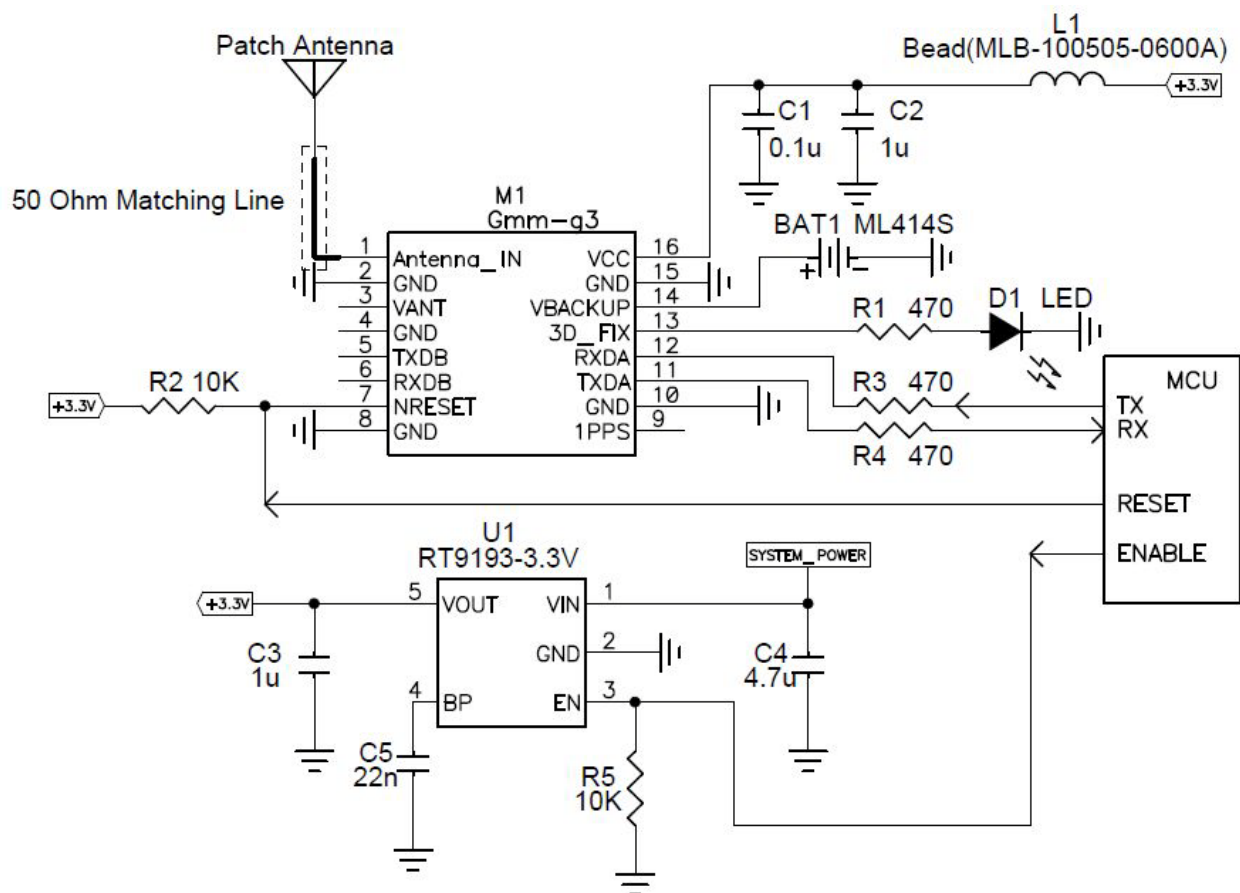 Patch Antenna
50 Ohm Matching Line
L1
Bead(MLB-100505-0600A)
+3.3V
C1
0.1u
C2
1u
M1
Gmm-g3
1 Antenna_IN
2 GND
3 VANT
4 GND
5 TXDB
6 RXDB
7 NRESET
8 GND
VCC 16
GND 15
VBACKUP 14
3D_FIX 13
RXDA 12
TXDA 11
GND 10
1PPS 9
BAT1 ML414S
+ -
R1 470
D1 LED
R2 10K
+3.3V
R3 470
R4 470
MCU
TX
RX
RESET
ENABLE
U1
RT9193-3.3V
5 VOUT
4 BP
VIN 1
GND 2
EN 3
+3.3V
C3
1u
C5
22n
SYSTEM_POWER
C4
4.7u
R5
10K